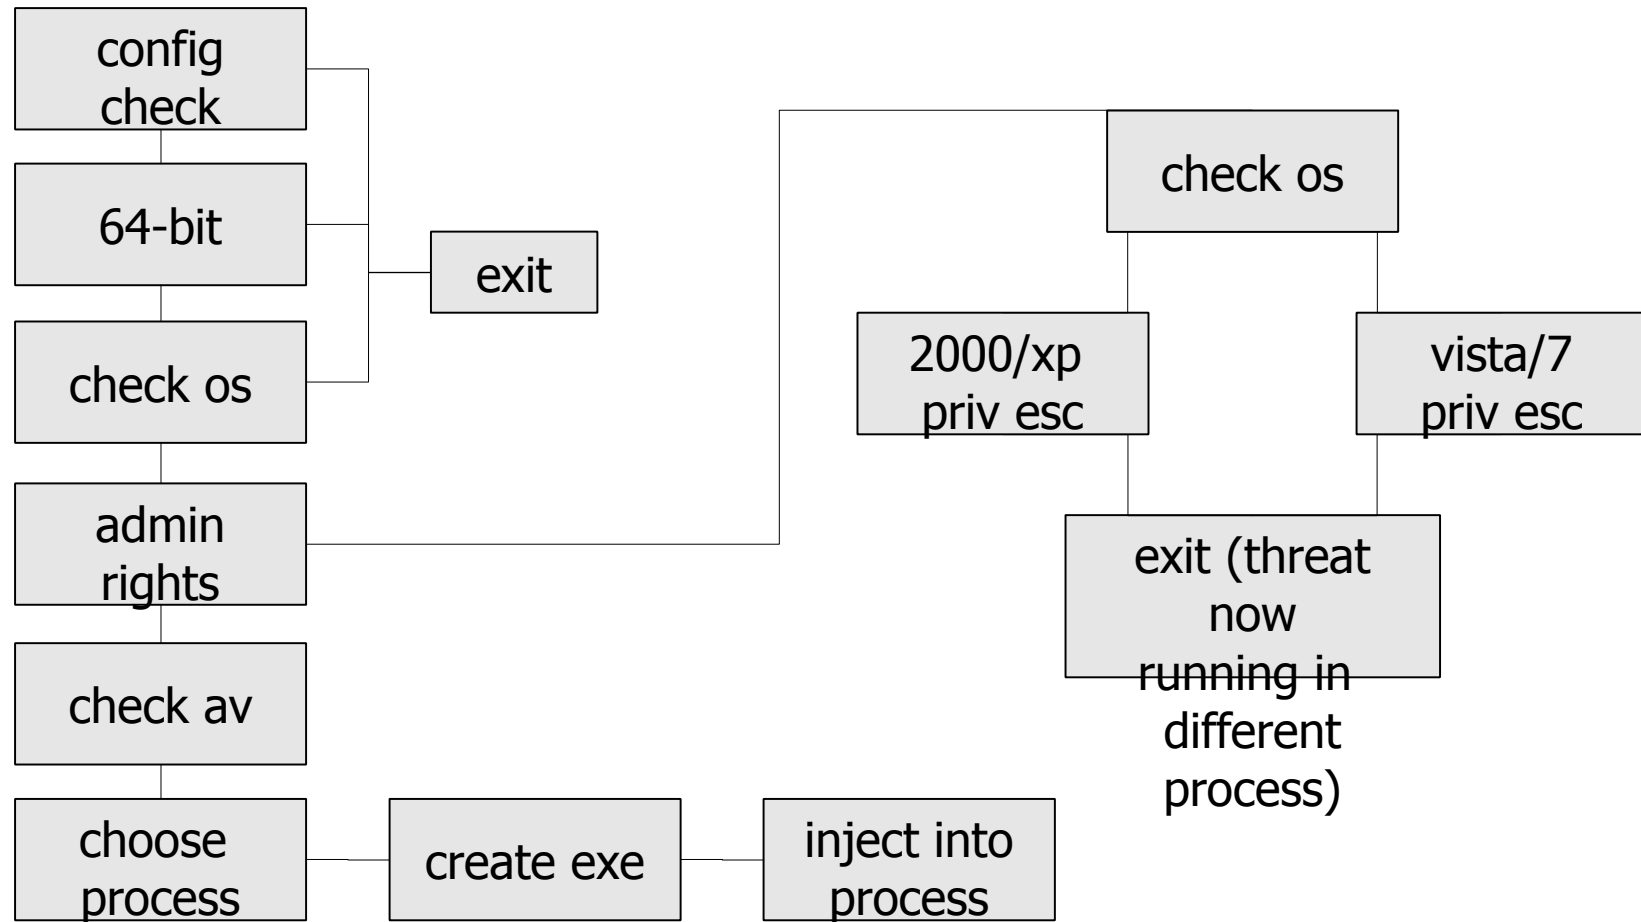 config
check
64-bit
check os
exit
admin
rights
check av
choose
process
create exe
inject into
process
check os
2000/xp
priv esc
vista/7
priv esc
exit (threat
now
running in
different
process)